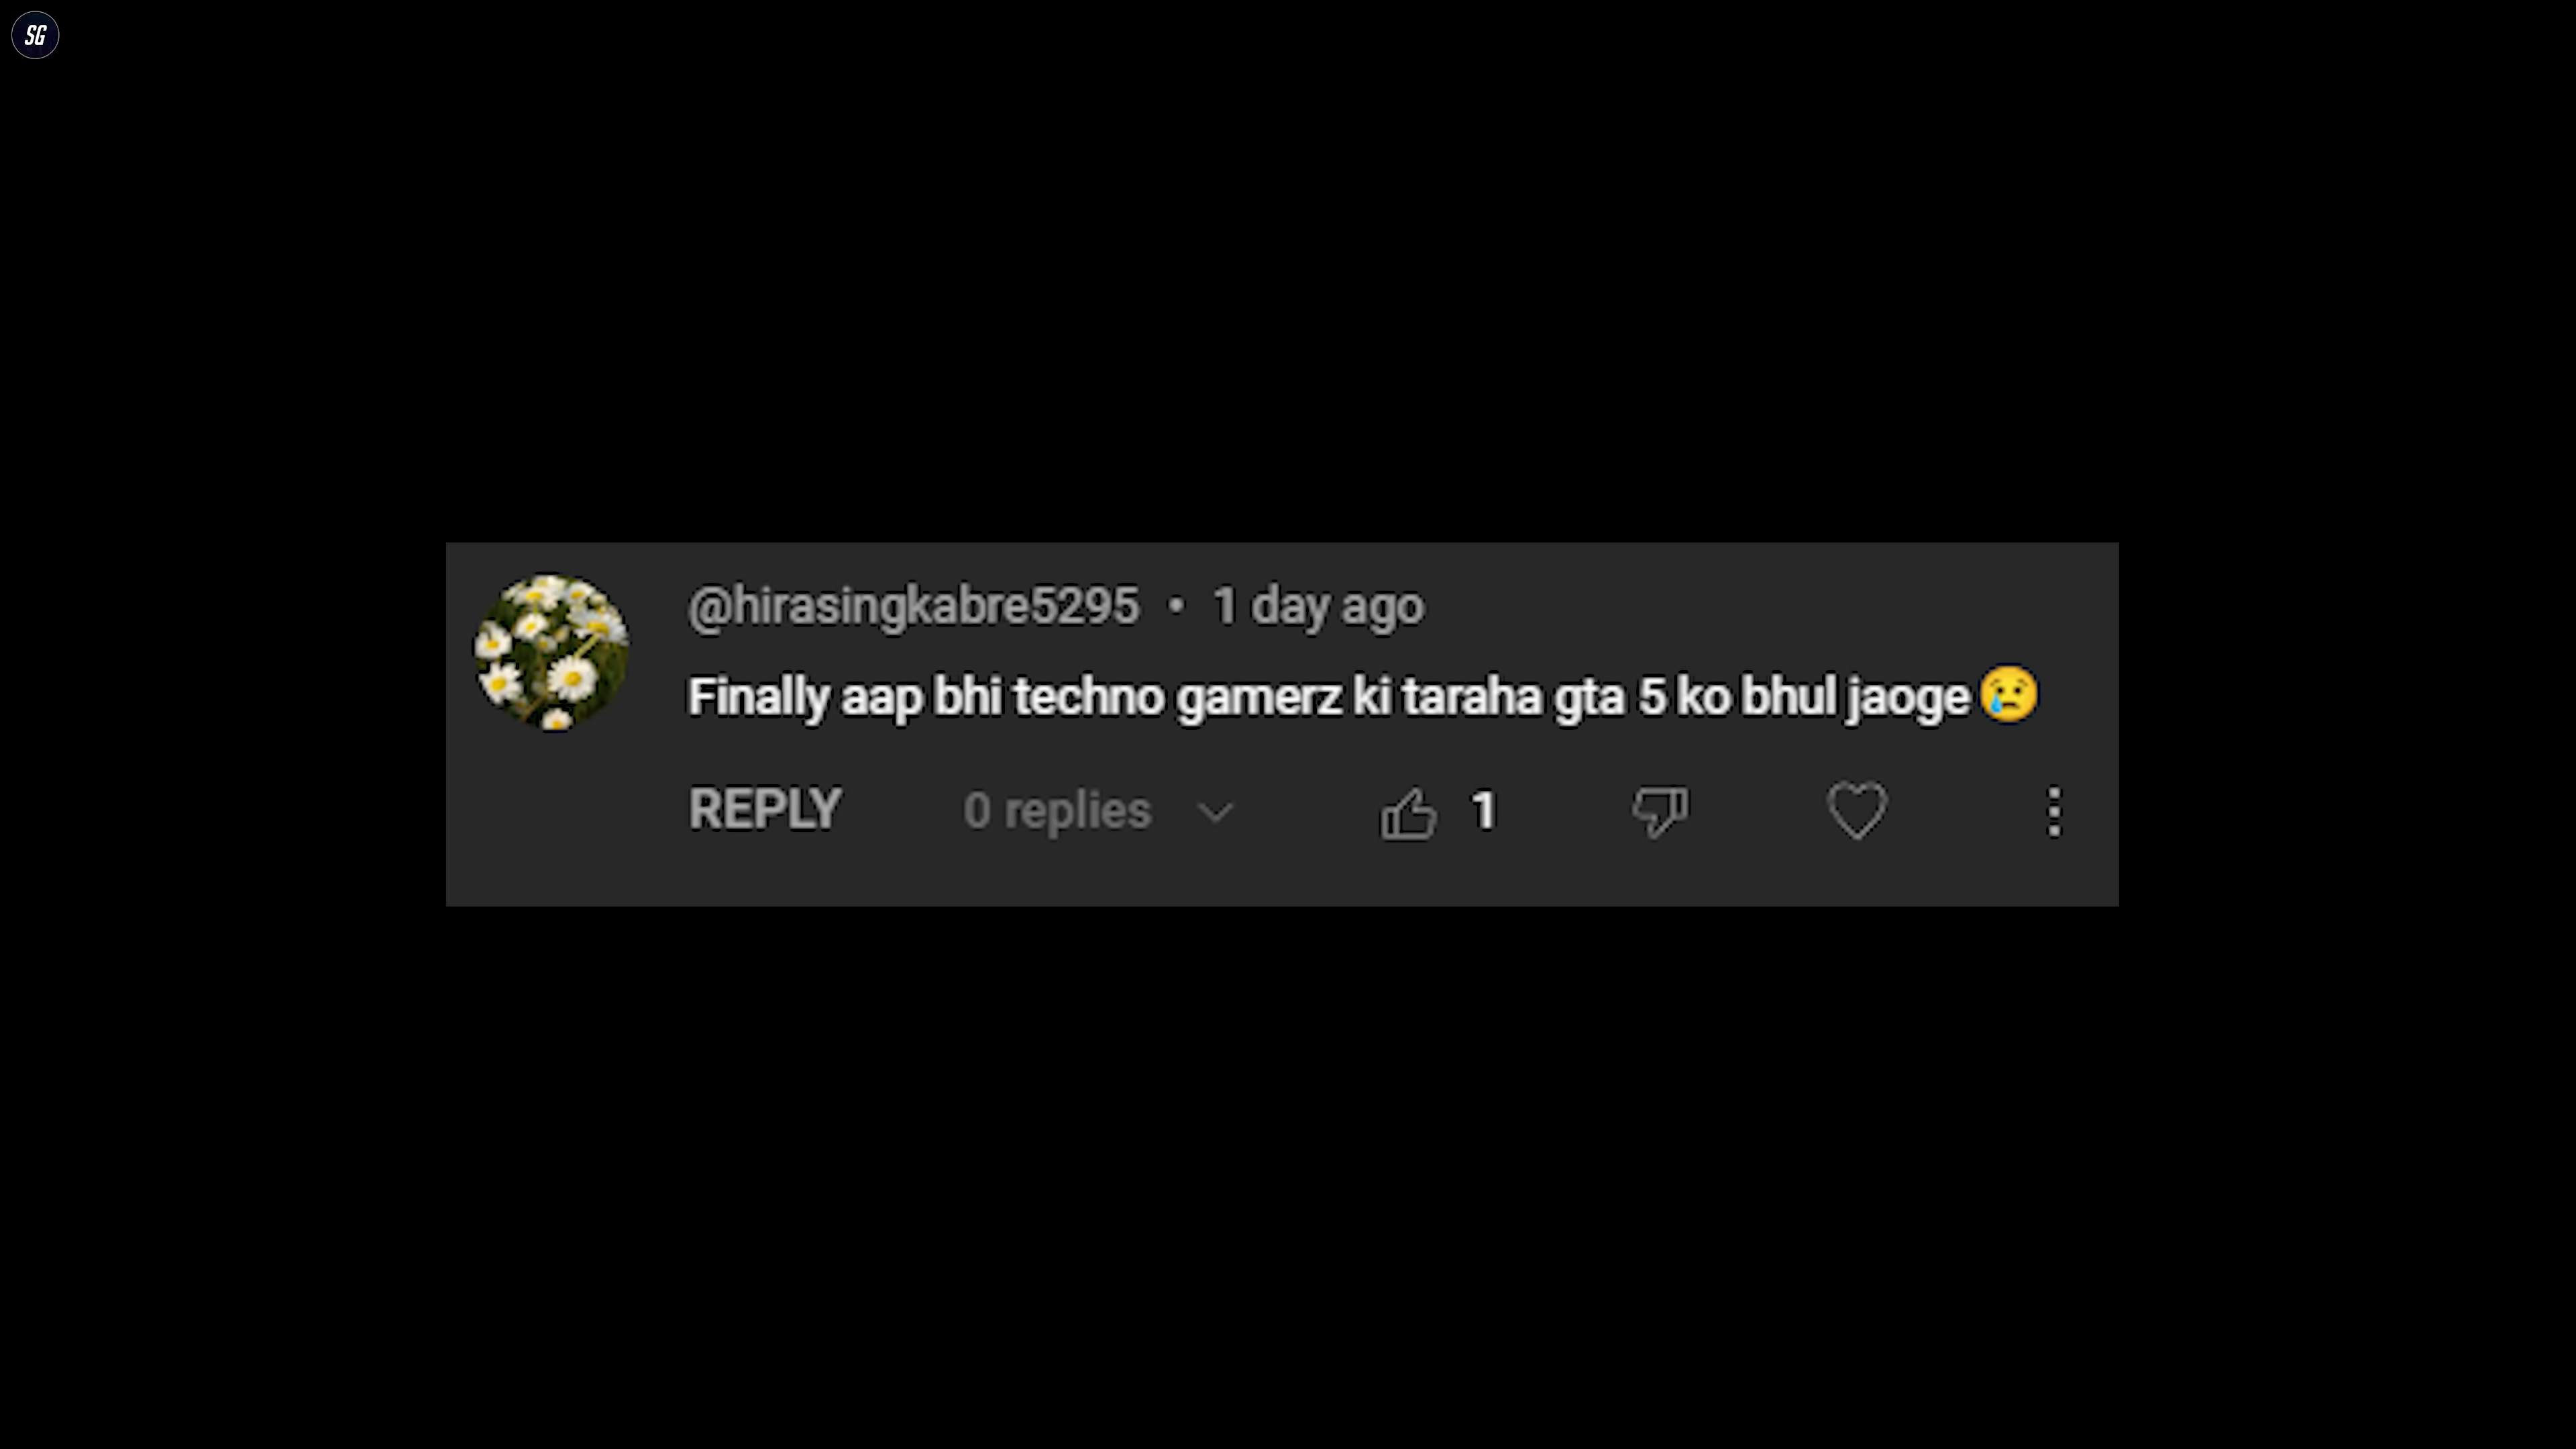 SG
@hirasingkabre5295 • 1 day ago
Finally aap bhi techno gamerz ki taraha gta 5 ko bhul jaoge😢
REPLY 0 replies 1